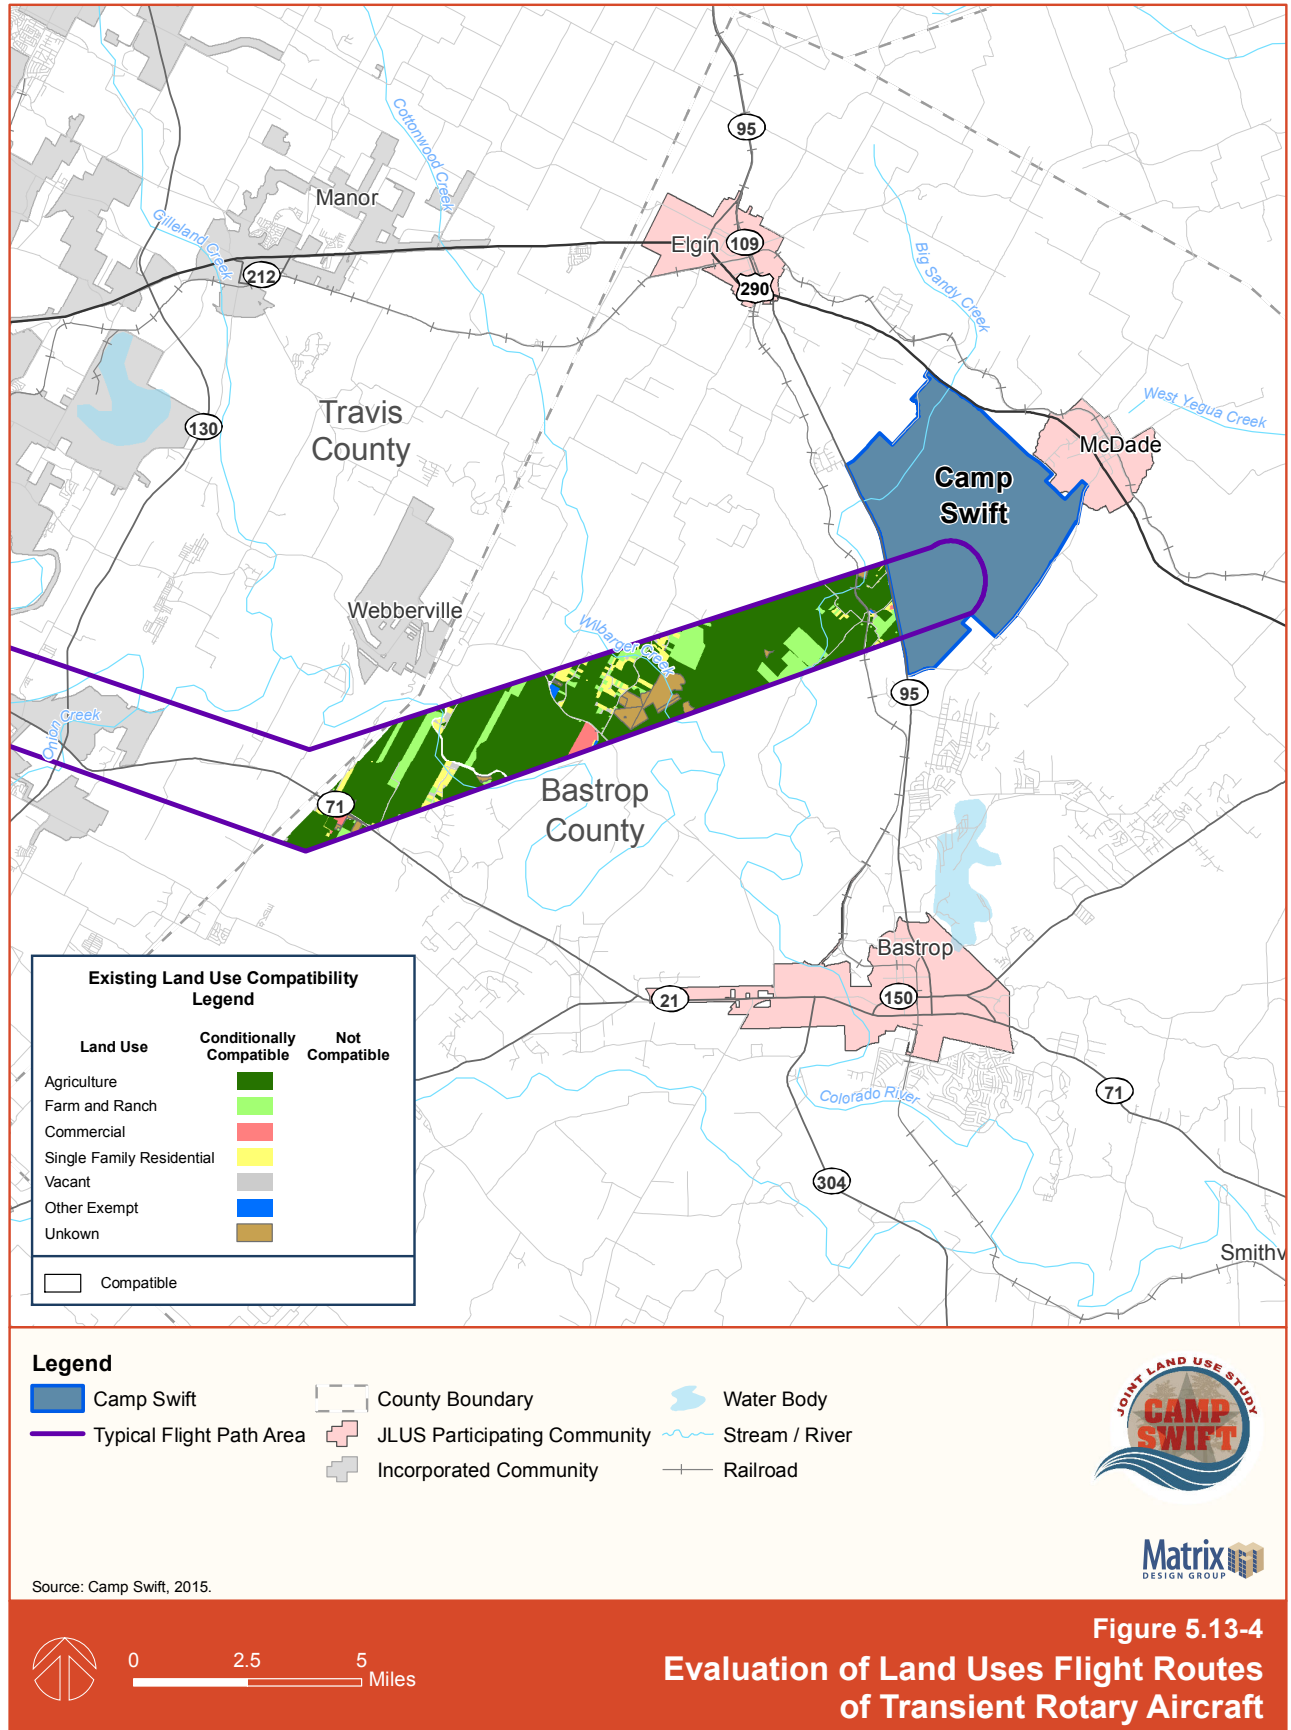 95
Cottonwood Creek
Manor
Gilleland Creek
212
Elgin
109
290
Big Sandy Creek
West Yegua Creek
McDade
Travis
County
130
Camp
Swift
Webberville
Wilbarger Creek
95
Onion Creek
71
Bastrop
County
Bastrop
21
150
Colorado River
71
304
Smithv
Existing Land Use Compatibility
Legend
Land Use
Conditionally
Compatible
Not
Compatible
Agriculture
Farm and Ranch
Commercial
Single Family Residential
Vacant
Other Exempt
Unkown
Compatible
Legend
Camp Swift
County Boundary
Water Body
Typical Flight Path Area
JLUS Participating Community
Stream / River
Incorporated Community
Railroad
JOINT LAND USE STUDY
CAMP
SWIFT
Matrix
DESIGN GROUP
Source: Camp Swift, 2015.
0 2.5 5
Miles
Figure 5.13-4
Evaluation of Land Uses Flight Routes
of Transient Rotary Aircraft